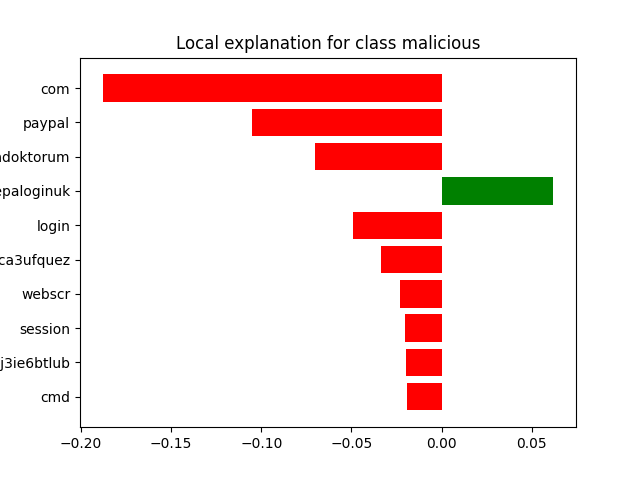 Local explanation for class malicious
com
paypal
doktorum
epaloginuk
login
ca3ufquez
webscr
session
j3ie6btlub
cmd
−0.20 −0.15 −0.10 −0.05 0.00 0.05